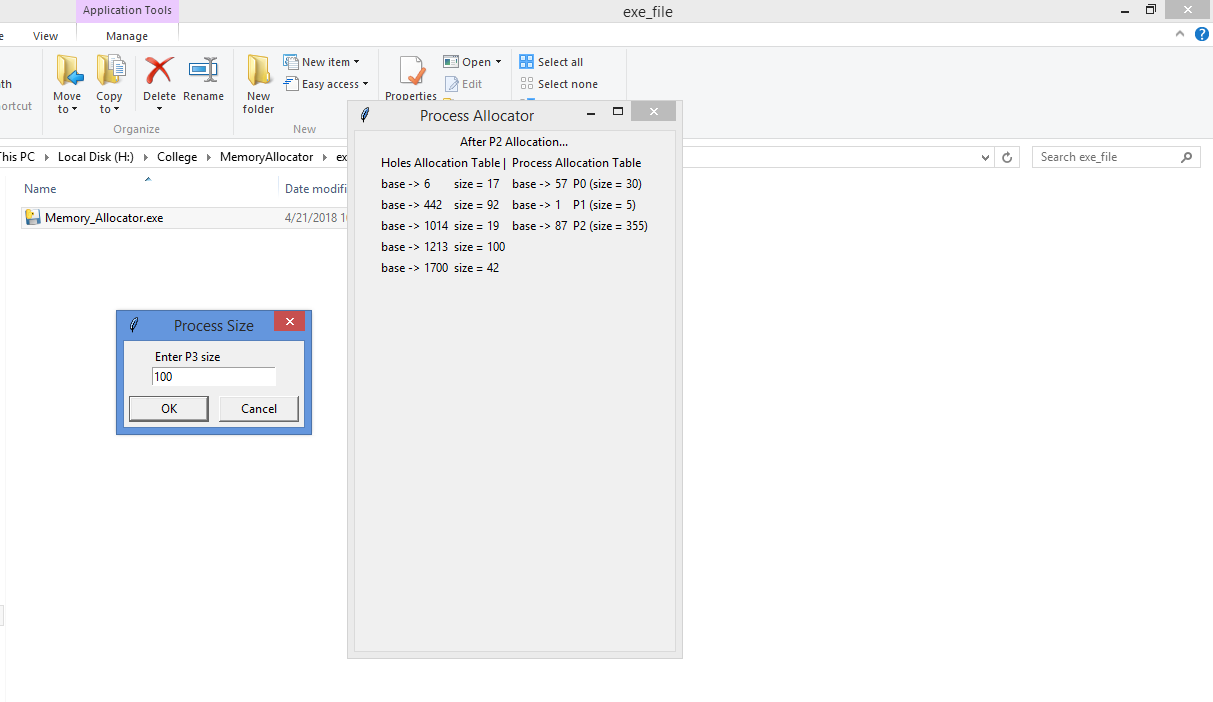 Application Tools
exe_file
e
View
Manage
?
th
ortcut
Move to
Copy to
Delete
Rename
New folder
New item
Easy access
Properties
Open
Edit
Select all
Select none
Organize
New
his PC
Local Disk (H:)
College
MemoryAllocator
ex
Search exe_file
Name
Date modifi
Memory_Allocator.exe
4/21/2018 1
Process Allocator
After P2 Allocation...
Holes Allocation Table | Process Allocation Table
base -> 6 size = 17 base -> 57 P0 (size = 30)
base -> 442 size = 92 base -> 1 P1 (size = 5)
base -> 1014 size = 19 base -> 87 P2 (size = 355)
base -> 1213 size = 100
base -> 1700 size = 42
Process Size
Enter P3 size
100
OK
Cancel